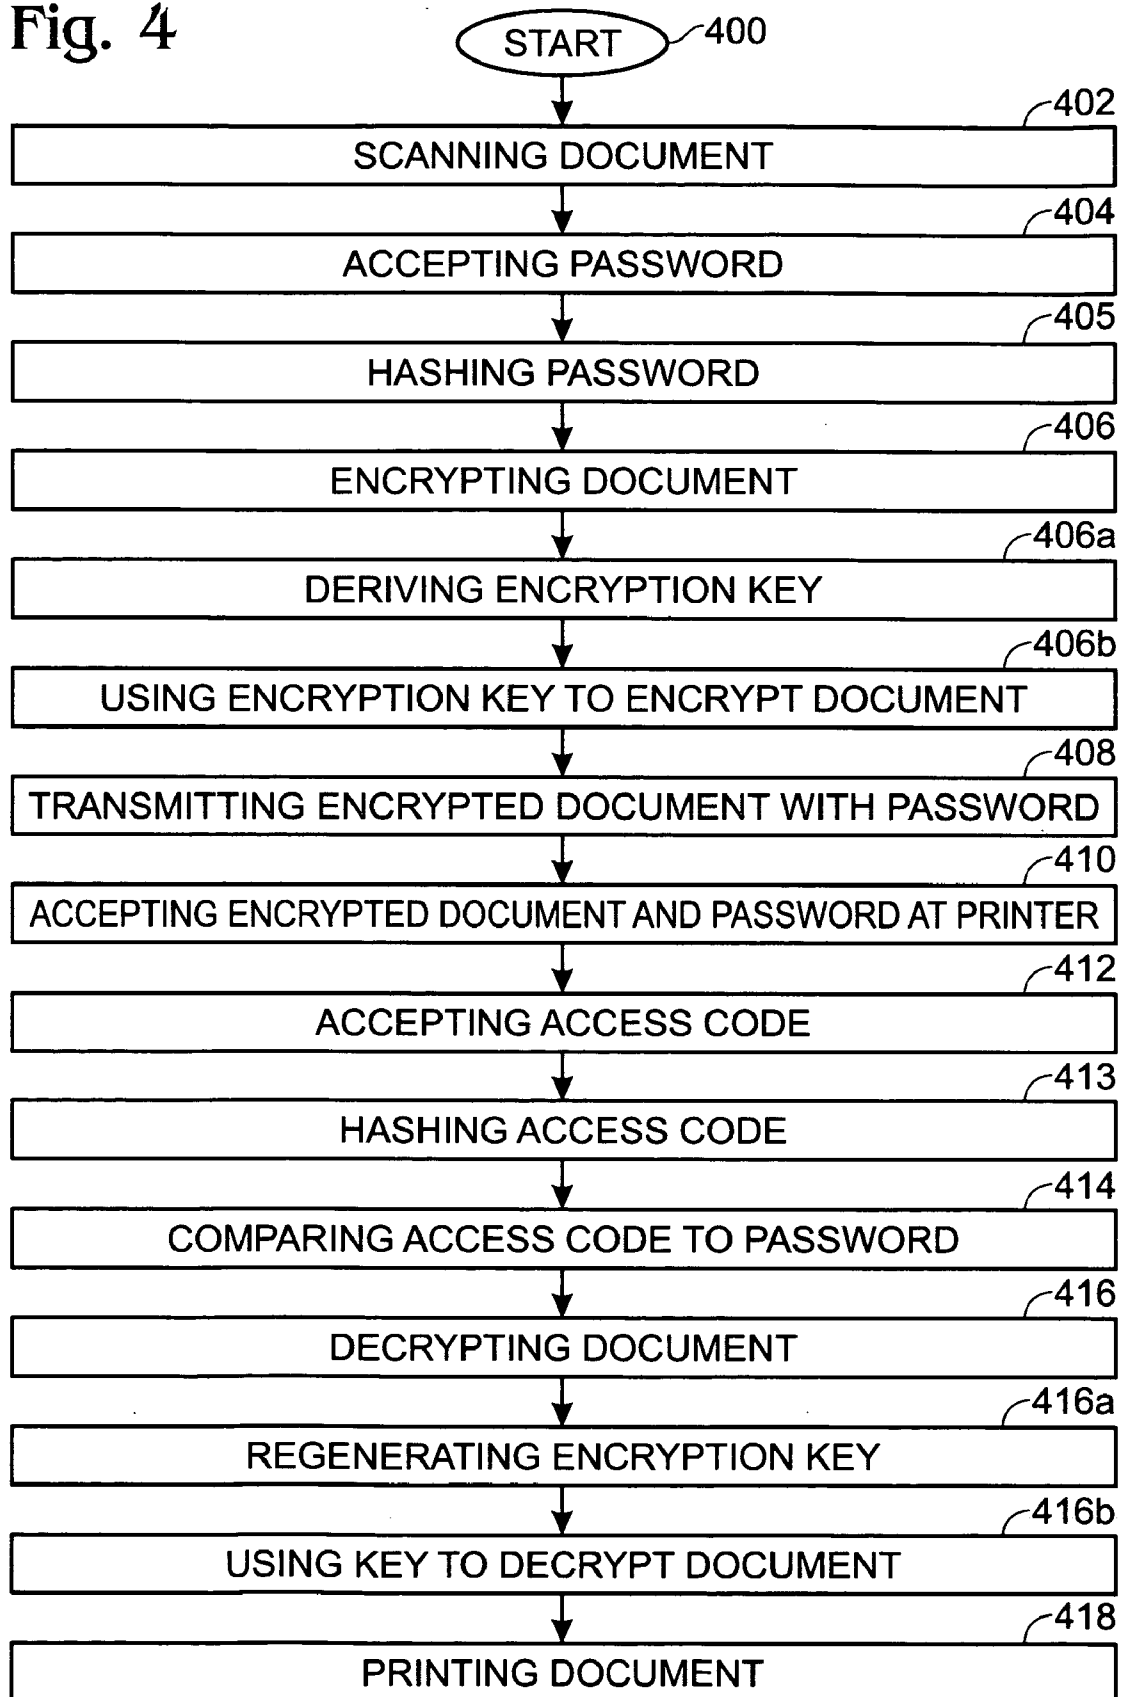 Fig. 4
START
400
402
SCANNING DOCUMENT
404
ACCEPTING PASSWORD
405
HASHING PASSWORD
406
ENCRYPTING DOCUMENT
406a
DERIVING ENCRYPTION KEY
406b
USING ENCRYPTION KEY TO ENCRYPT DOCUMENT
408
TRANSMITTING ENCRYPTED DOCUMENT WITH PASSWORD
410
ACCEPTING ENCRYPTED DOCUMENT AND PASSWORD AT PRINTER
412
ACCEPTING ACCESS CODE
413
HASHING ACCESS CODE
414
COMPARING ACCESS CODE TO PASSWORD
416
DECRYPTING DOCUMENT
416a
REGENERATING ENCRYPTION KEY
416b
USING KEY TO DECRYPT DOCUMENT
418
PRINTING DOCUMENT